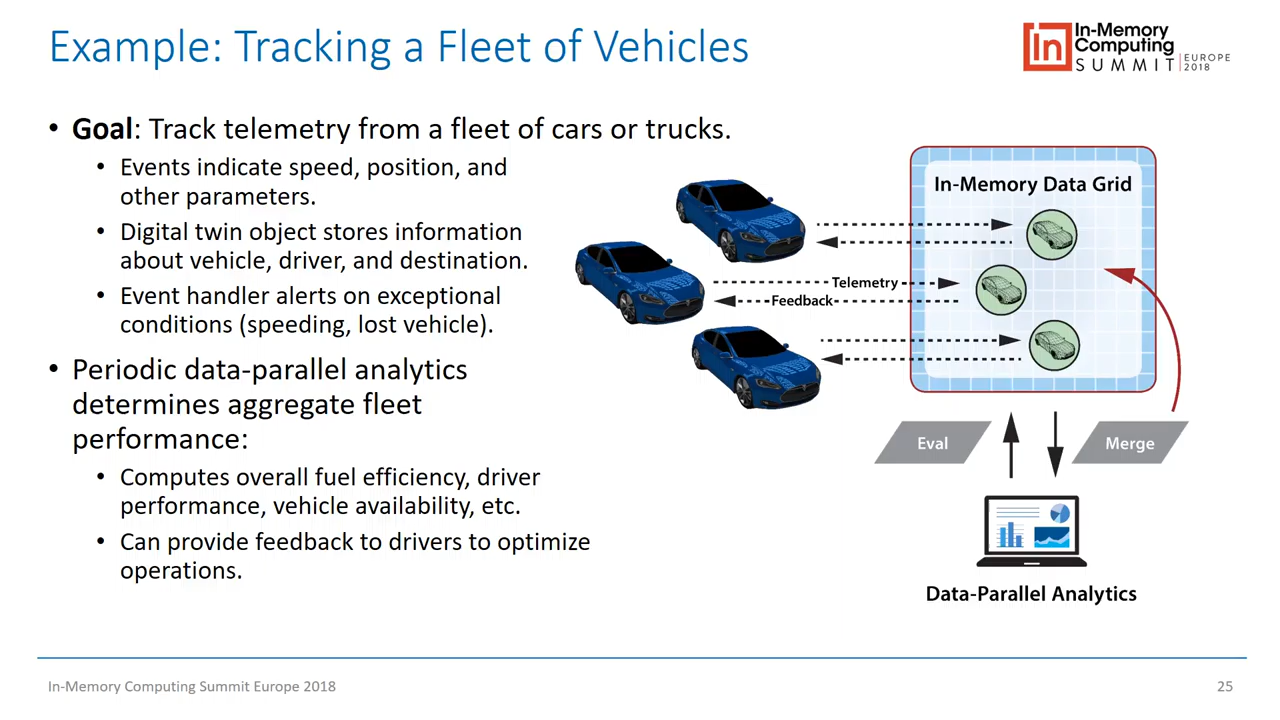 Example: Tracking a Fleet of Vehicles
In-Memory
Computing
SUMMIT
EUROPE
2018
• Goal: Track telemetry from a fleet of cars or trucks.
• Events indicate speed, position, and
other parameters.
• Digital twin object stores information
about vehicle, driver, and destination.
• Event handler alerts on exceptional
conditions (speeding, lost vehicle).
• Periodic data-parallel analytics
determines aggregate fleet
performance:
• Computes overall fuel efficiency, driver
performance, vehicle availability, etc.
• Can provide feedback to drivers to optimize
operations.
In-Memory Data Grid
Telemetry
Feedback
Eval
Merge
Data-Parallel Analytics
In-Memory Computing Summit Europe 2018
25